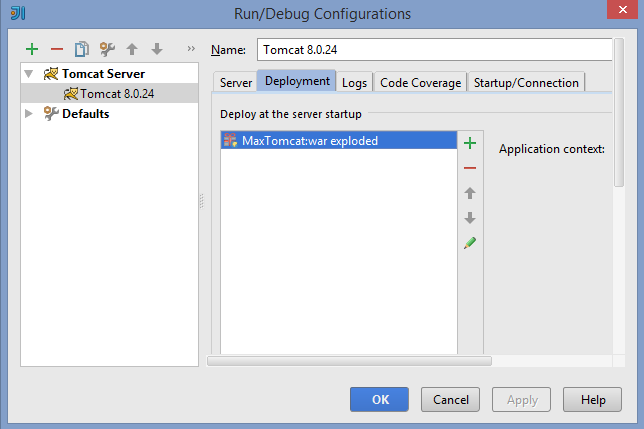 Run/Debug Configurations
Name: Tomcat 8.0.24
Tomcat Server
Tomcat 8.0.24
Defaults
Server Deployment Logs Code Coverage Startup/Connection
Deploy at the server startup
MaxTomcat:war exploded
Application context:
OK Cancel Apply Help